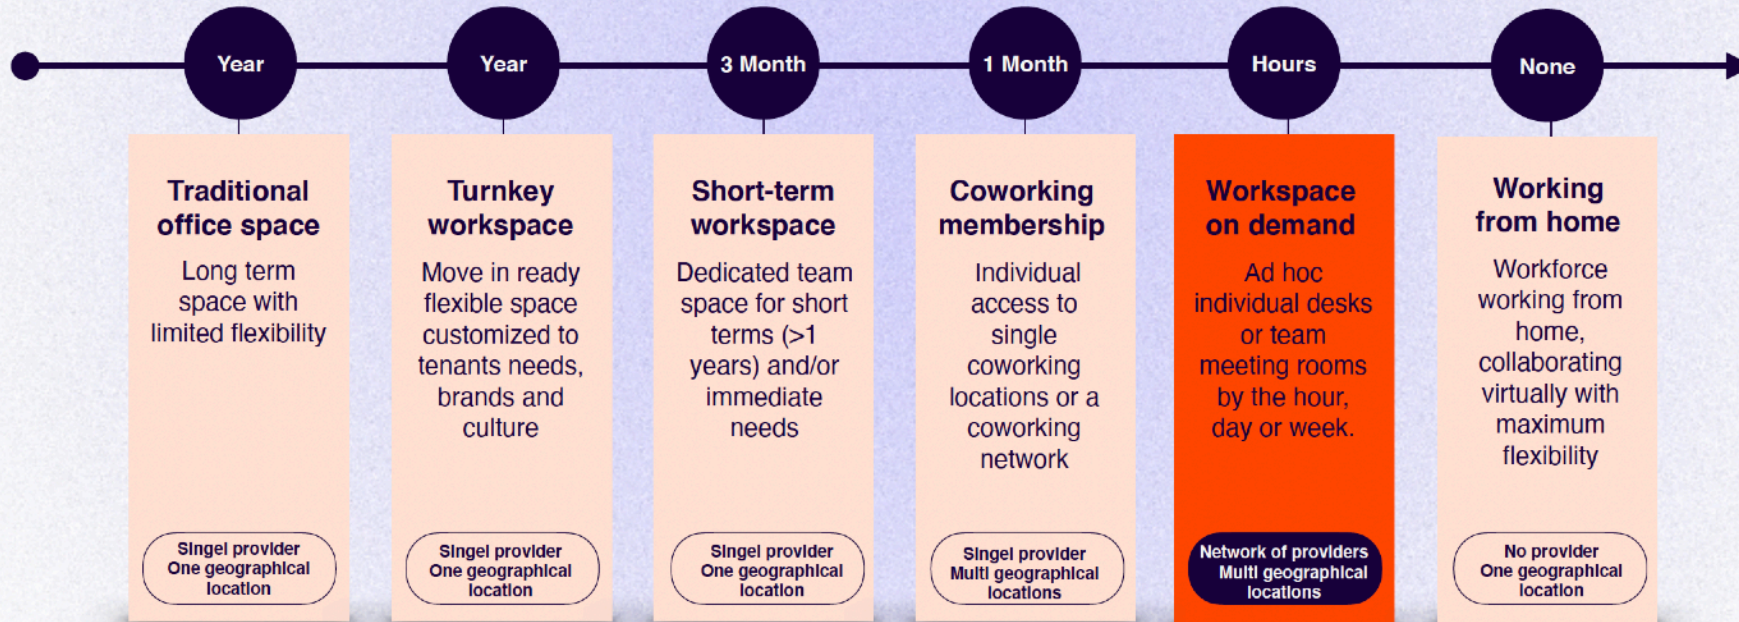 Year
Year
3 Month
1 Month
Hours
None
Traditional
office space
Long term
space with
limited flexibility
Singel provider
One geographical
location
Turnkey
workspace
Move in ready
flexible space
customized to
tenants needs,
brands and
culture
Singel provider
One geographical
location
Short-term
workspace
Dedicated team
space for short
terms (>1
years) and/or
immediate
needs
Singel provider
One geographical
location
Coworking
membership
Individual
access to
single
coworking
locations or a
coworking
network
Singel provider
Multi geographical
locations
Workspace
on demand
Ad hoc
individual desks
or team
meeting rooms
by the hour,
day or week.
Network of providers
Multi geographical
locations
Working
from home
Workforce
working from
home,
collaborating
virtually with
maximum
flexibility
No provider
One geographical
location